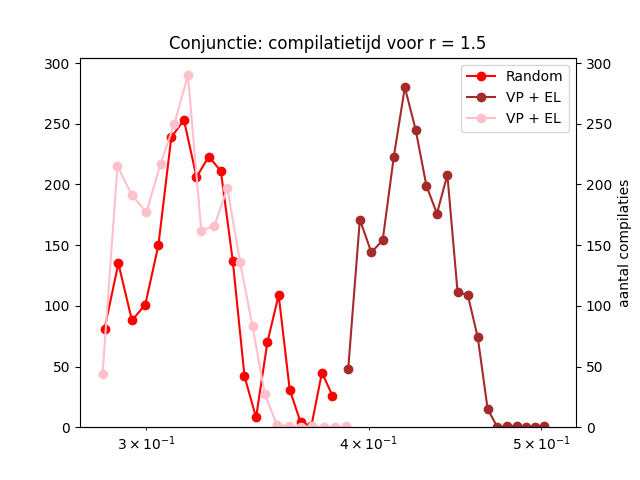 Conjunctie: compilatietijd voor r = 1.5
300
250
200
150
100
50
0
300
250
200
150
100
50
0
aantal compilaties
Random
VP + EL
VP + EL
3 × 10⁻¹
4 × 10⁻¹
5 × 10⁻¹